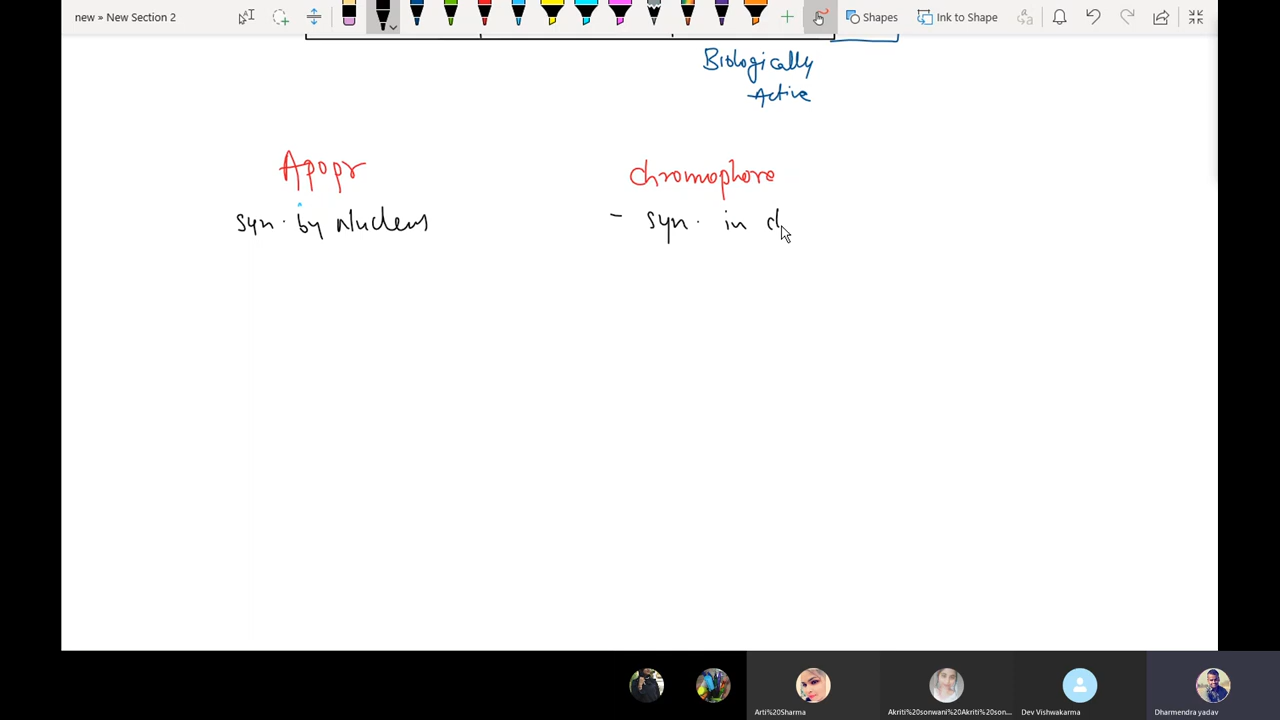 new » New Section 2
Shapes
Ink to Shape
Biologically
Active
Apopr
chromophore
syn. by Nucleus
- syn. in c
Arti%20Sharma
Akriti%20sonwani%20Akriti%20son...
Dev Vishwakarma
Dharmendra yadav